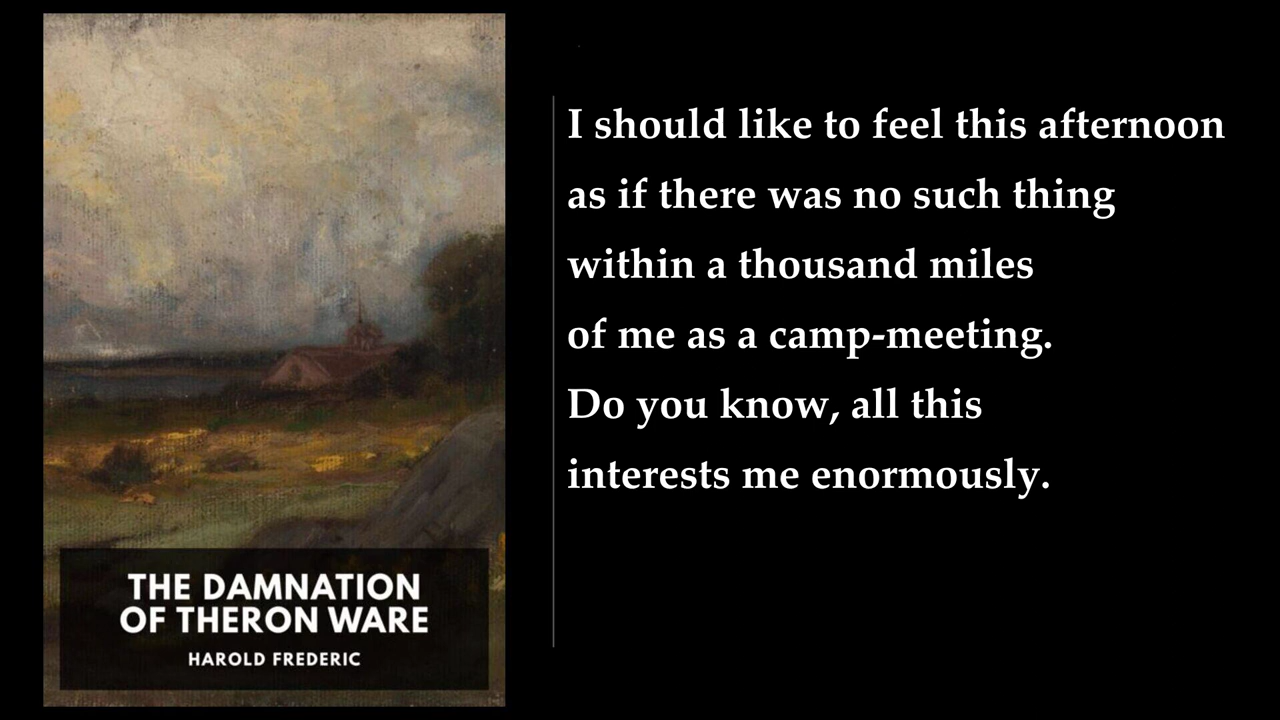 I should like to feel this afternoon
as if there was no such thing
within a thousand miles
of me as a camp-meeting.
Do you know, all this
interests me enormously.
THE DAMNATION
OF THERON WARE
HAROLD FREDERIC